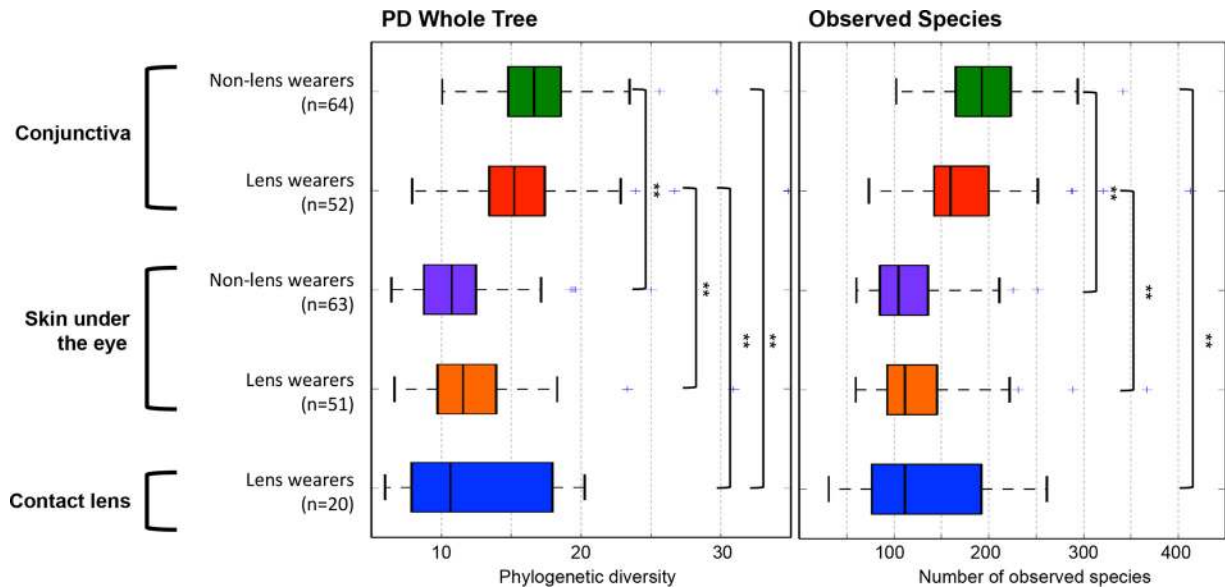 PD Whole Tree
Observed Species
Conjunctiva
Non-lens wearers
(n=64)
Lens wearers
(n=52)
Skin under
the eye
Non-lens wearers
(n=63)
Lens wearers
(n=51)
Contact lens
Lens wearers
(n=20)
**
**
**
**
**
**
**
10
20
30
Phylogenetic diversity
100
200
300
400
Number of observed species